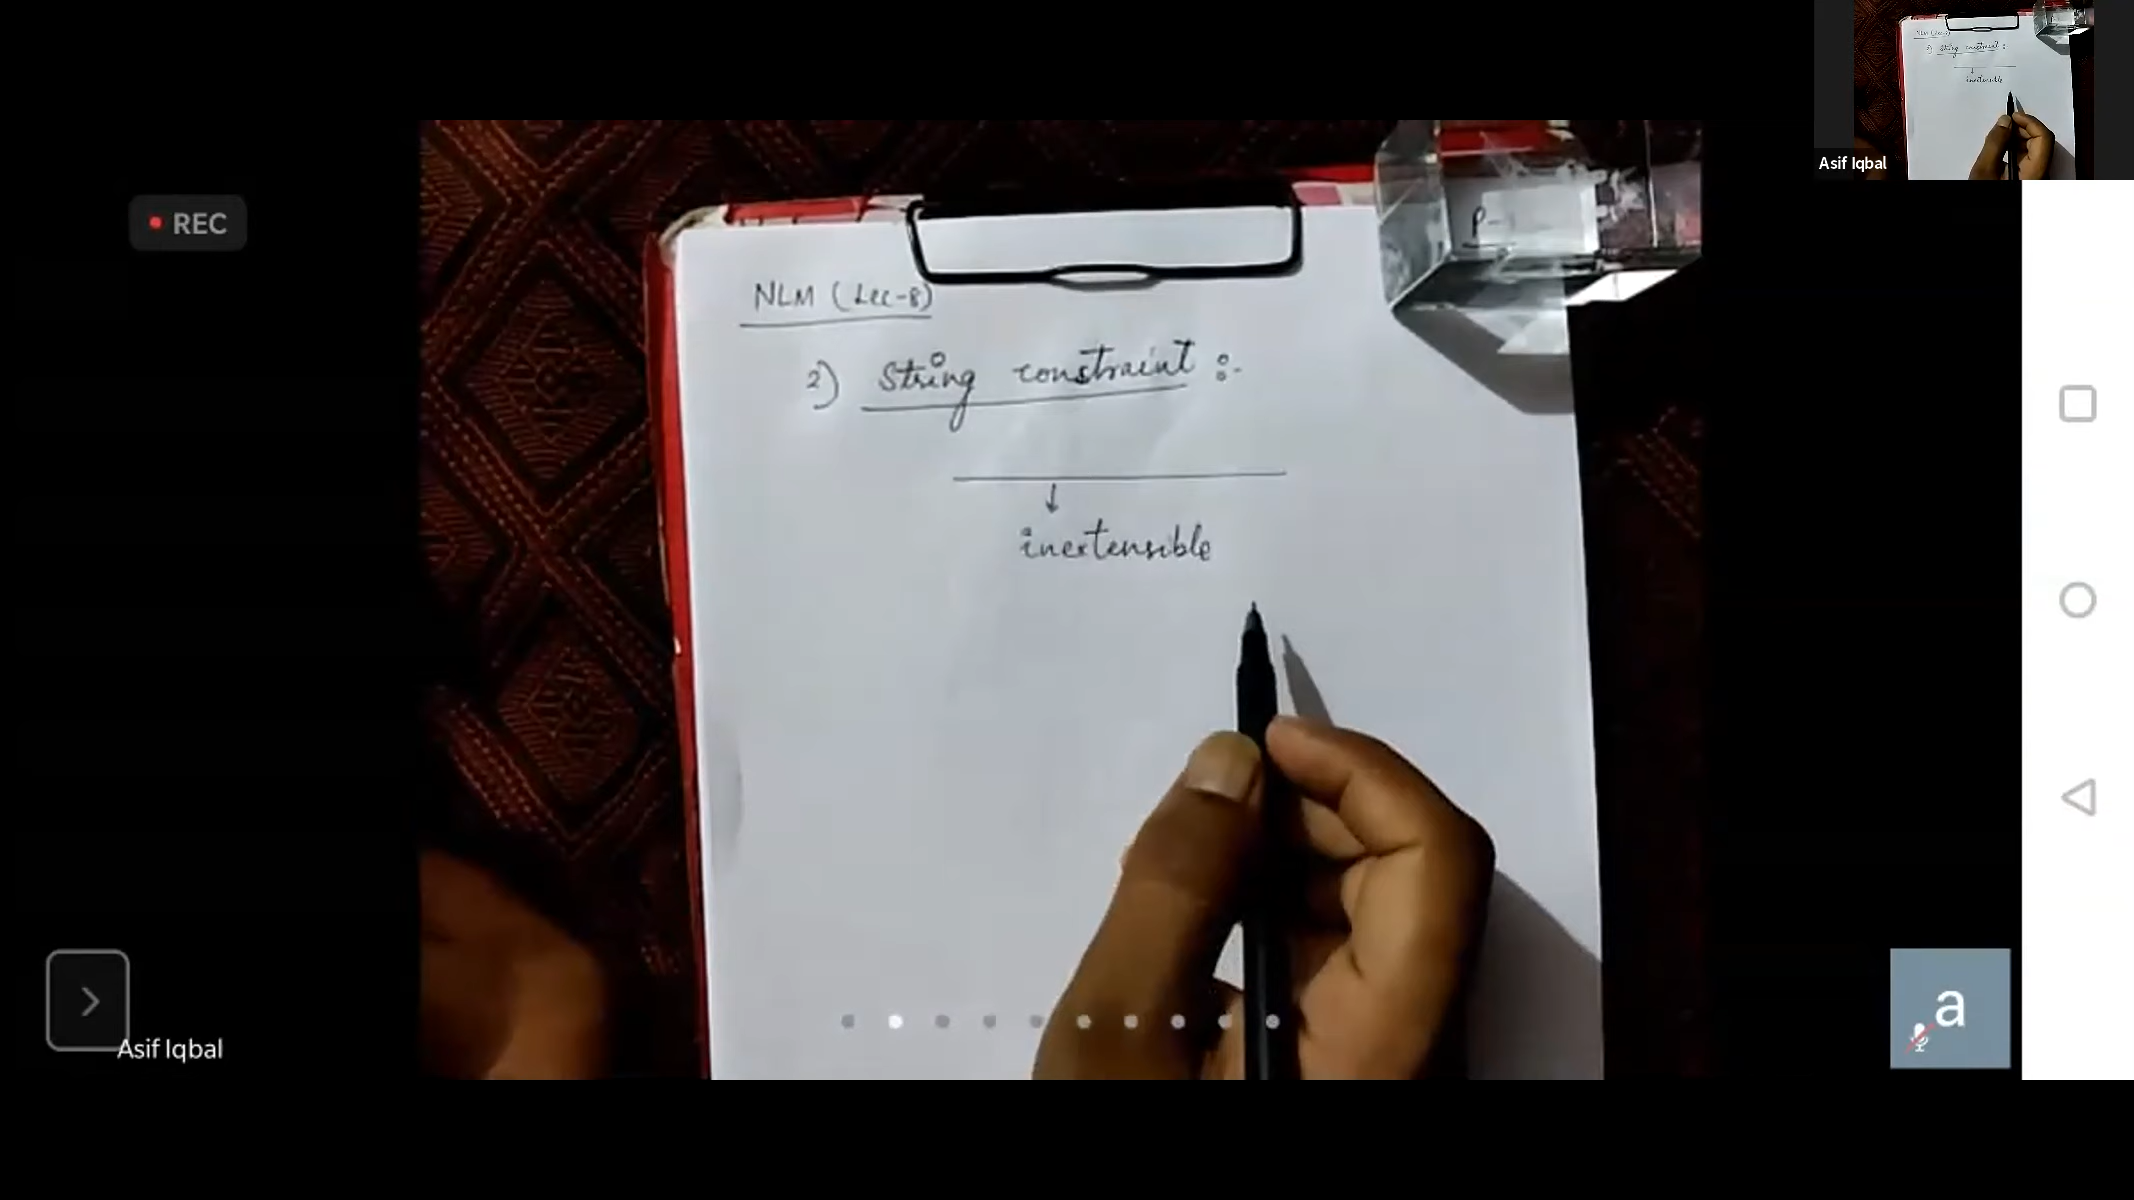 Asif Iqbal
REC
P-
NLM (Lec-8)
2) String constraint :-
↓
inextensible
a
Asif Iqbal